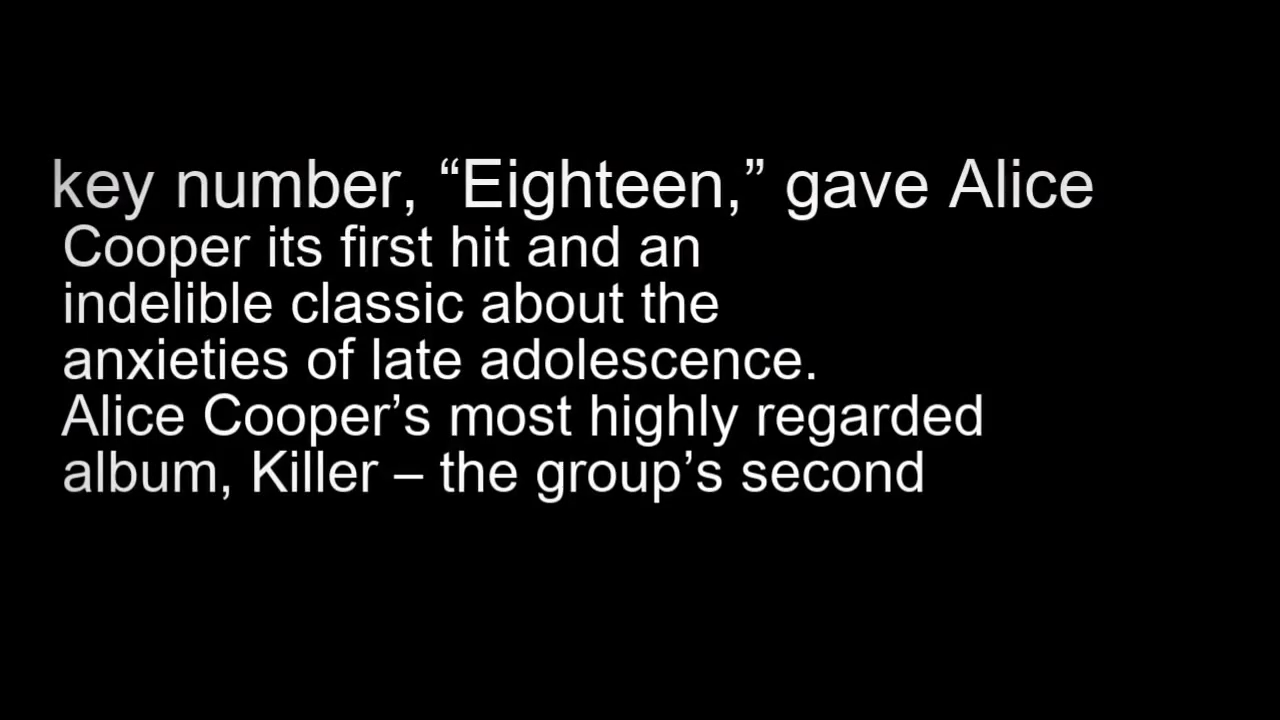 key number, “Eighteen,” gave Alice
Cooper its first hit and an
indelible classic about the
anxieties of late adolescence.
Alice Cooper’s most highly regarded
album, Killer – the group’s second